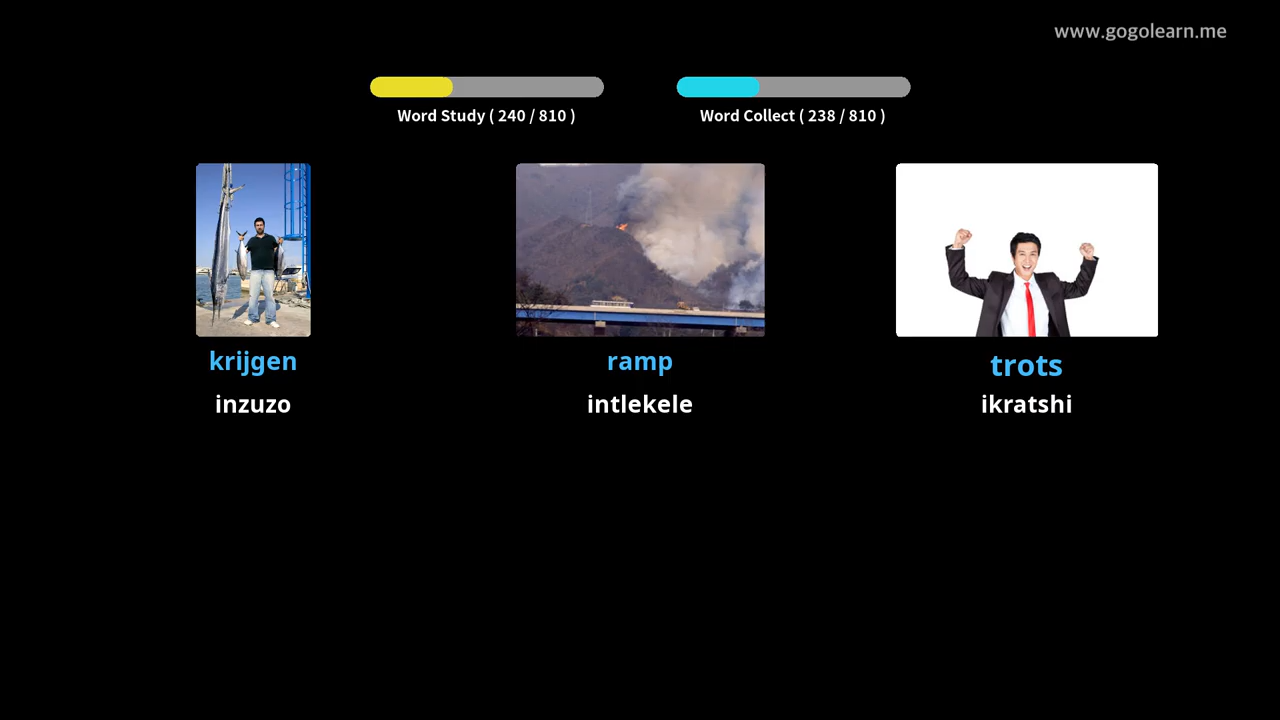 www.gogolearn.me
Word Study ( 240 / 810 )
Word Collect ( 238 / 810 )
krijgen
inzuzo
ramp
intlekele
trots
ikratshi